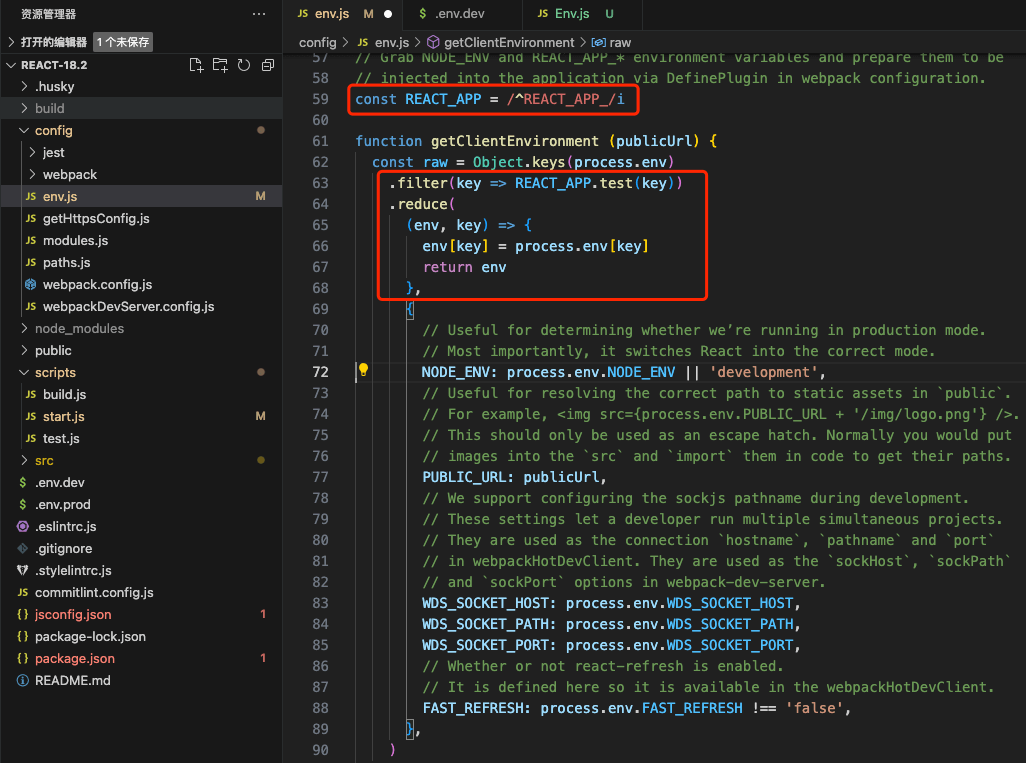 资源管理器
打开的编辑器 1 个未保存
REACT-18.2
.husky
build
config
jest
webpack
env.js M
getHttpsConfig.js
modules.js
paths.js
webpack.config.js
webpackDevServer.config.js
node_modules
public
scripts
build.js
start.js M
test.js
src
.env.dev
.env.prod
.eslintrc.js
.gitignore
.stylelintrc.js
commitlint.config.js
jsconfig.json 1
package-lock.json
package.json 1
README.md
JS env.js M
$ .env.dev
JS Env.js U
config > JS env.js > getClientEnvironment > raw
57 // Grab NODE_ENV and REACT_APP_* environment variables and prepare them to be
58 // injected into the application via DefinePlugin in webpack configuration.
59 const REACT_APP = /^REACT_APP_/i
60
61 function getClientEnvironment (publicUrl) {
62 const raw = Object.keys(process.env)
63 .filter(key => REACT_APP.test(key))
64 .reduce(
65 (env, key) => {
66 env[key] = process.env[key]
67 return env
68 },
69 {
70 // Useful for determining whether we’re running in production mode.
71 // Most importantly, it switches React into the correct mode.
72 NODE_ENV: process.env.NODE_ENV || 'development',
73 // Useful for resolving the correct path to static assets in `public`.
74 // For example, <img src={process.env.PUBLIC_URL + '/img/logo.png'} />.
75 // This should only be used as an escape hatch. Normally you would put
76 // images into the `src` and `import` them in code to get their paths.
77 PUBLIC_URL: publicUrl,
78 // We support configuring the sockjs pathname during development.
79 // These settings let a developer run multiple simultaneous projects.
80 // They are used as the connection `hostname`, `pathname` and `port`
81 // in webpackHotDevClient. They are used as the `sockHost`, `sockPath`
82 // and `sockPort` options in webpack-dev-server.
83 WDS_SOCKET_HOST: process.env.WDS_SOCKET_HOST,
84 WDS_SOCKET_PATH: process.env.WDS_SOCKET_PATH,
85 WDS_SOCKET_PORT: process.env.WDS_SOCKET_PORT,
86 // Whether or not react-refresh is enabled.
87 // It is defined here so it is available in the webpackHotDevClient.
88 FAST_REFRESH: process.env.FAST_REFRESH !== 'false',
89 },
90 )